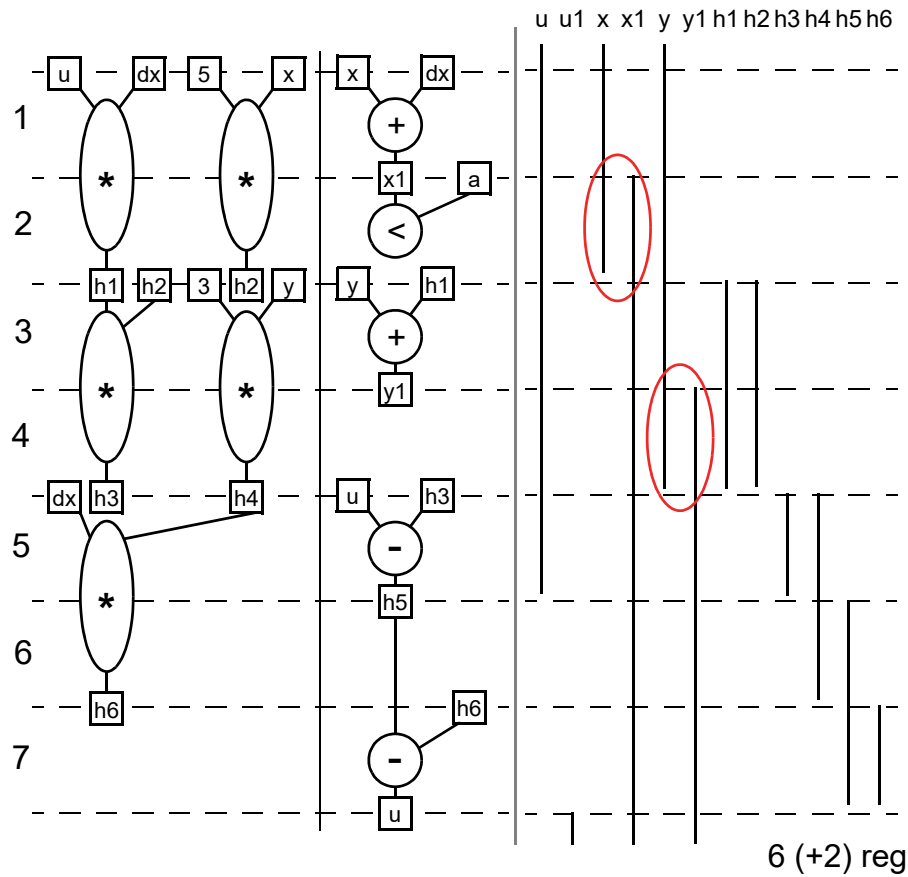 u u1 x x1 y y1 h1 h2 h3 h4 h5 h6
u dx 5 x x dx
1 +
* * x1 a
2 <
h1 h2 3 h2 y y h1
3 +
* * y1
4
dx h3 h4 u h3
5 -
* h5
6
h6 h6
7 -
u
6 (+2) reg